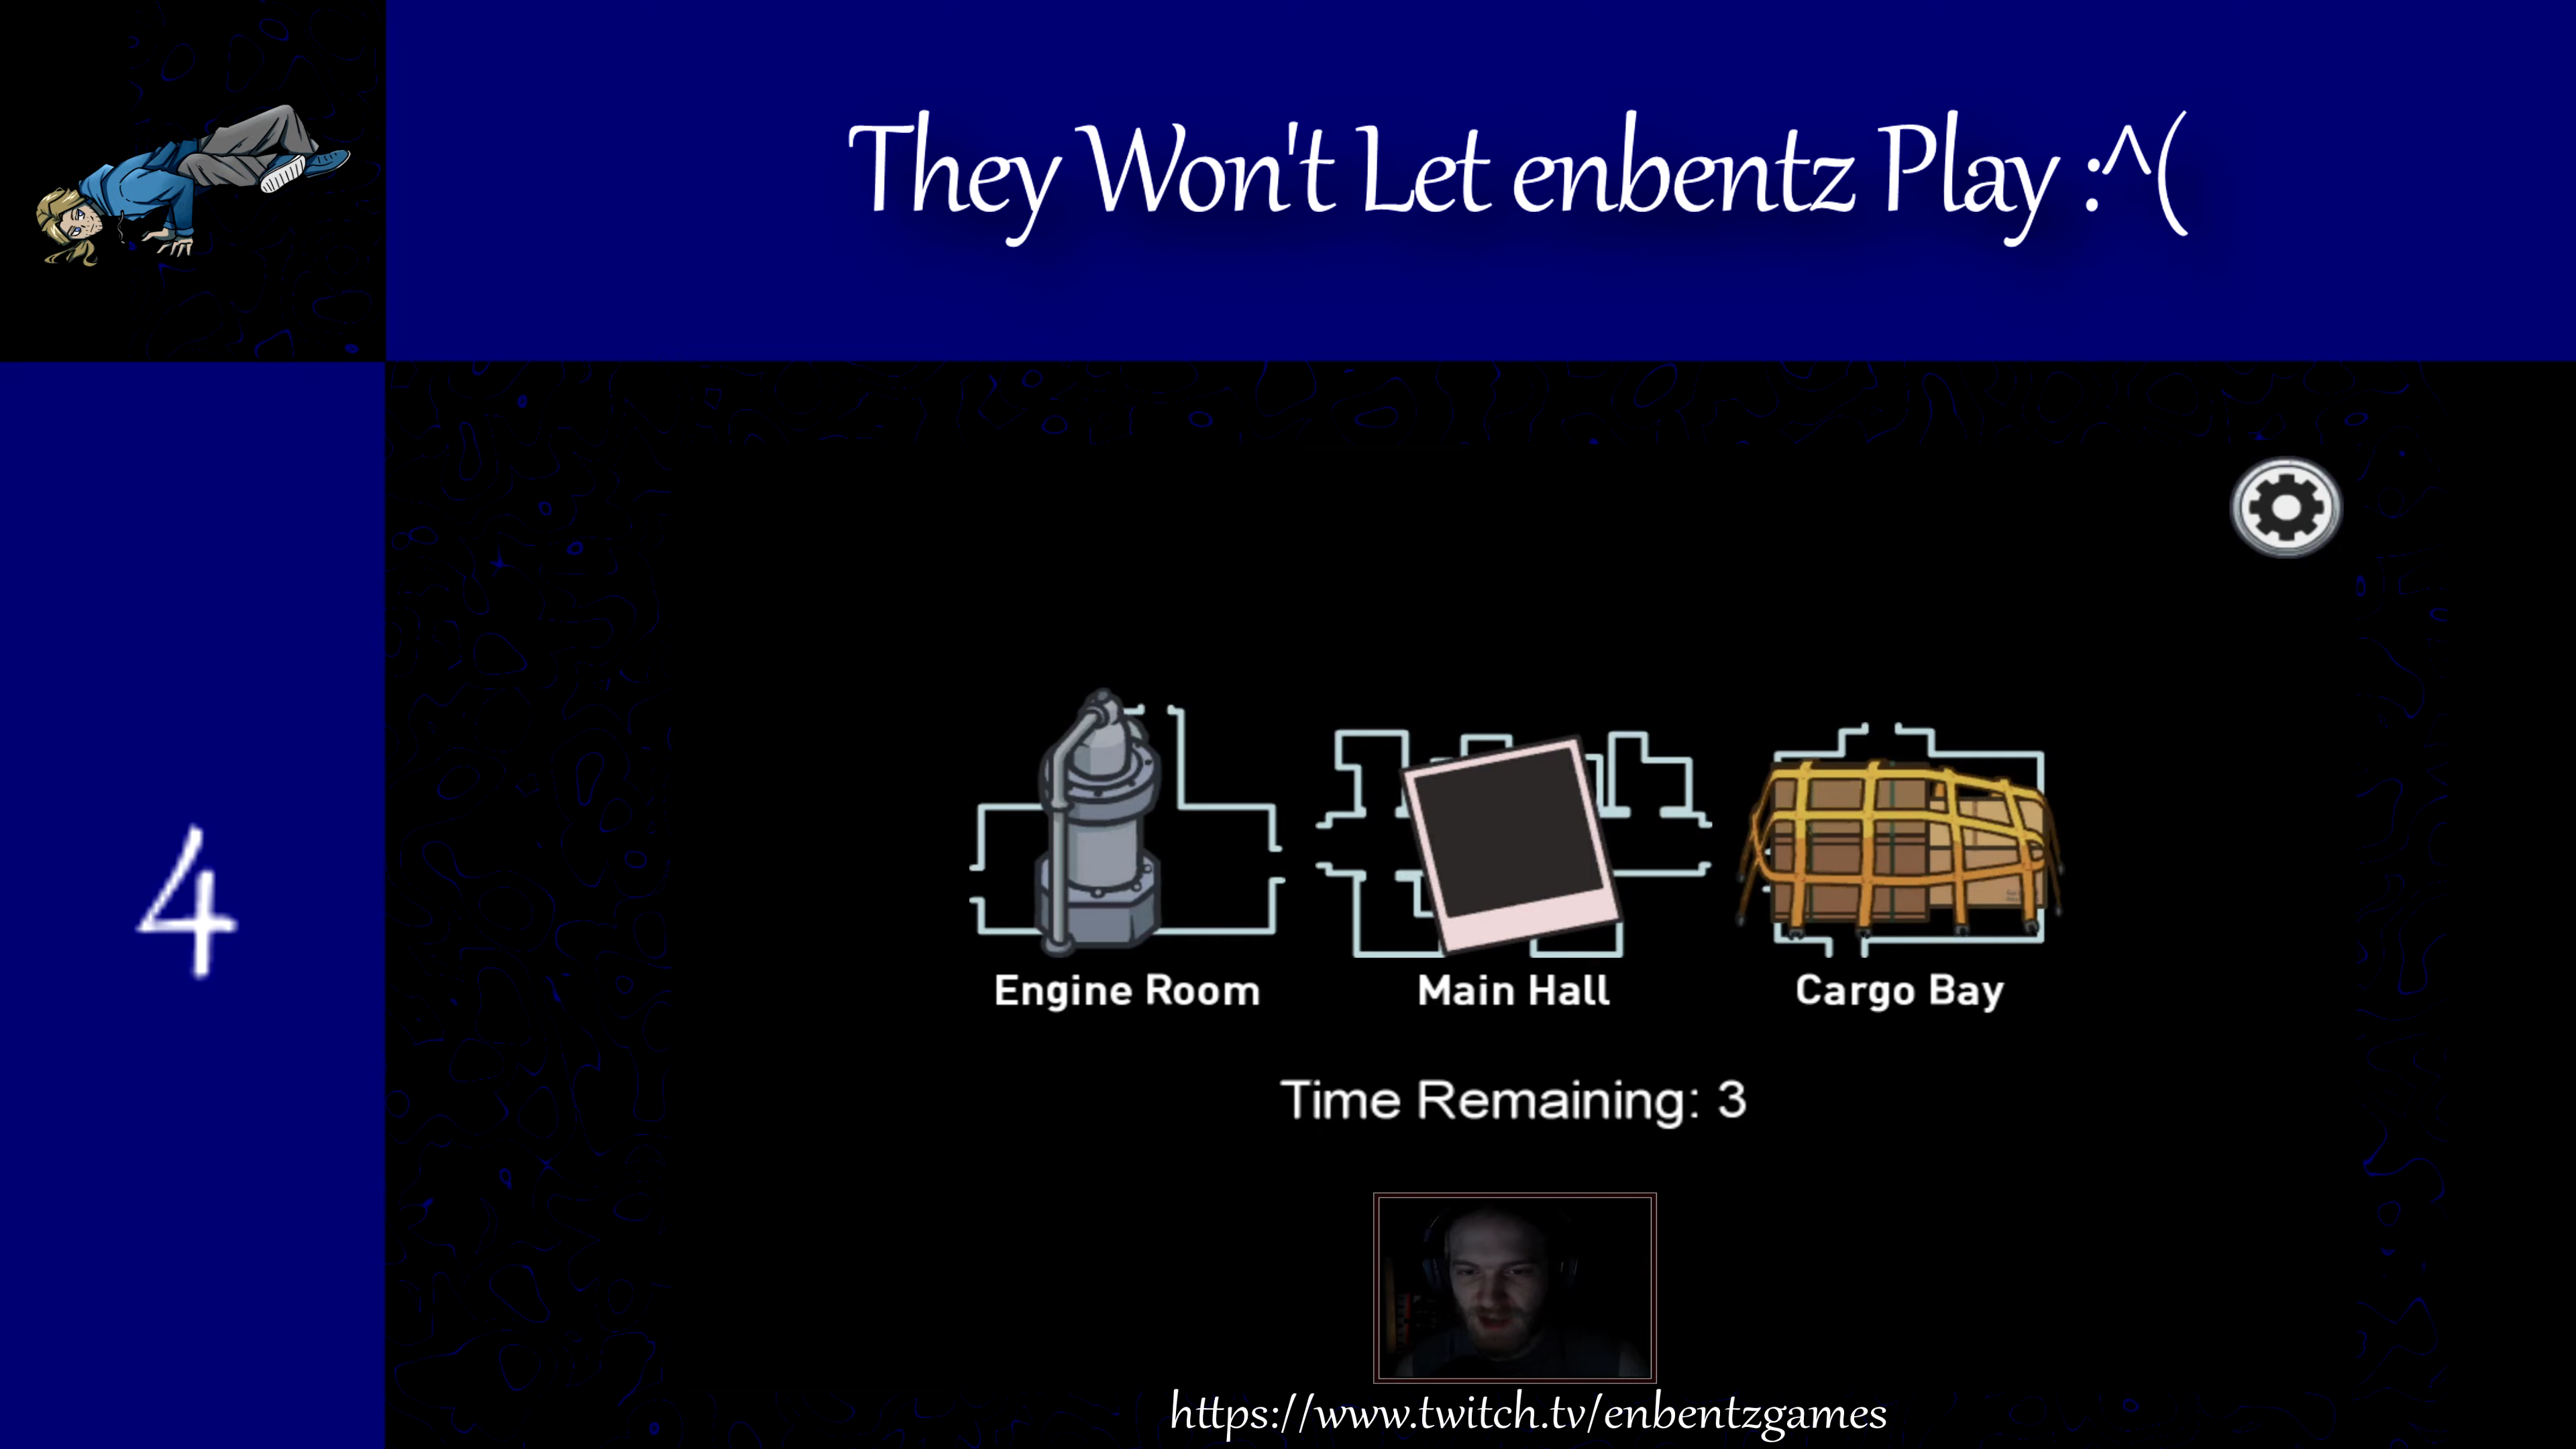 They Won't Let enbentz Play :^(
4
Engine Room
Main Hall
Cargo Bay
Time Remaining: 3
https://www.twitch.tv/enbentzgames